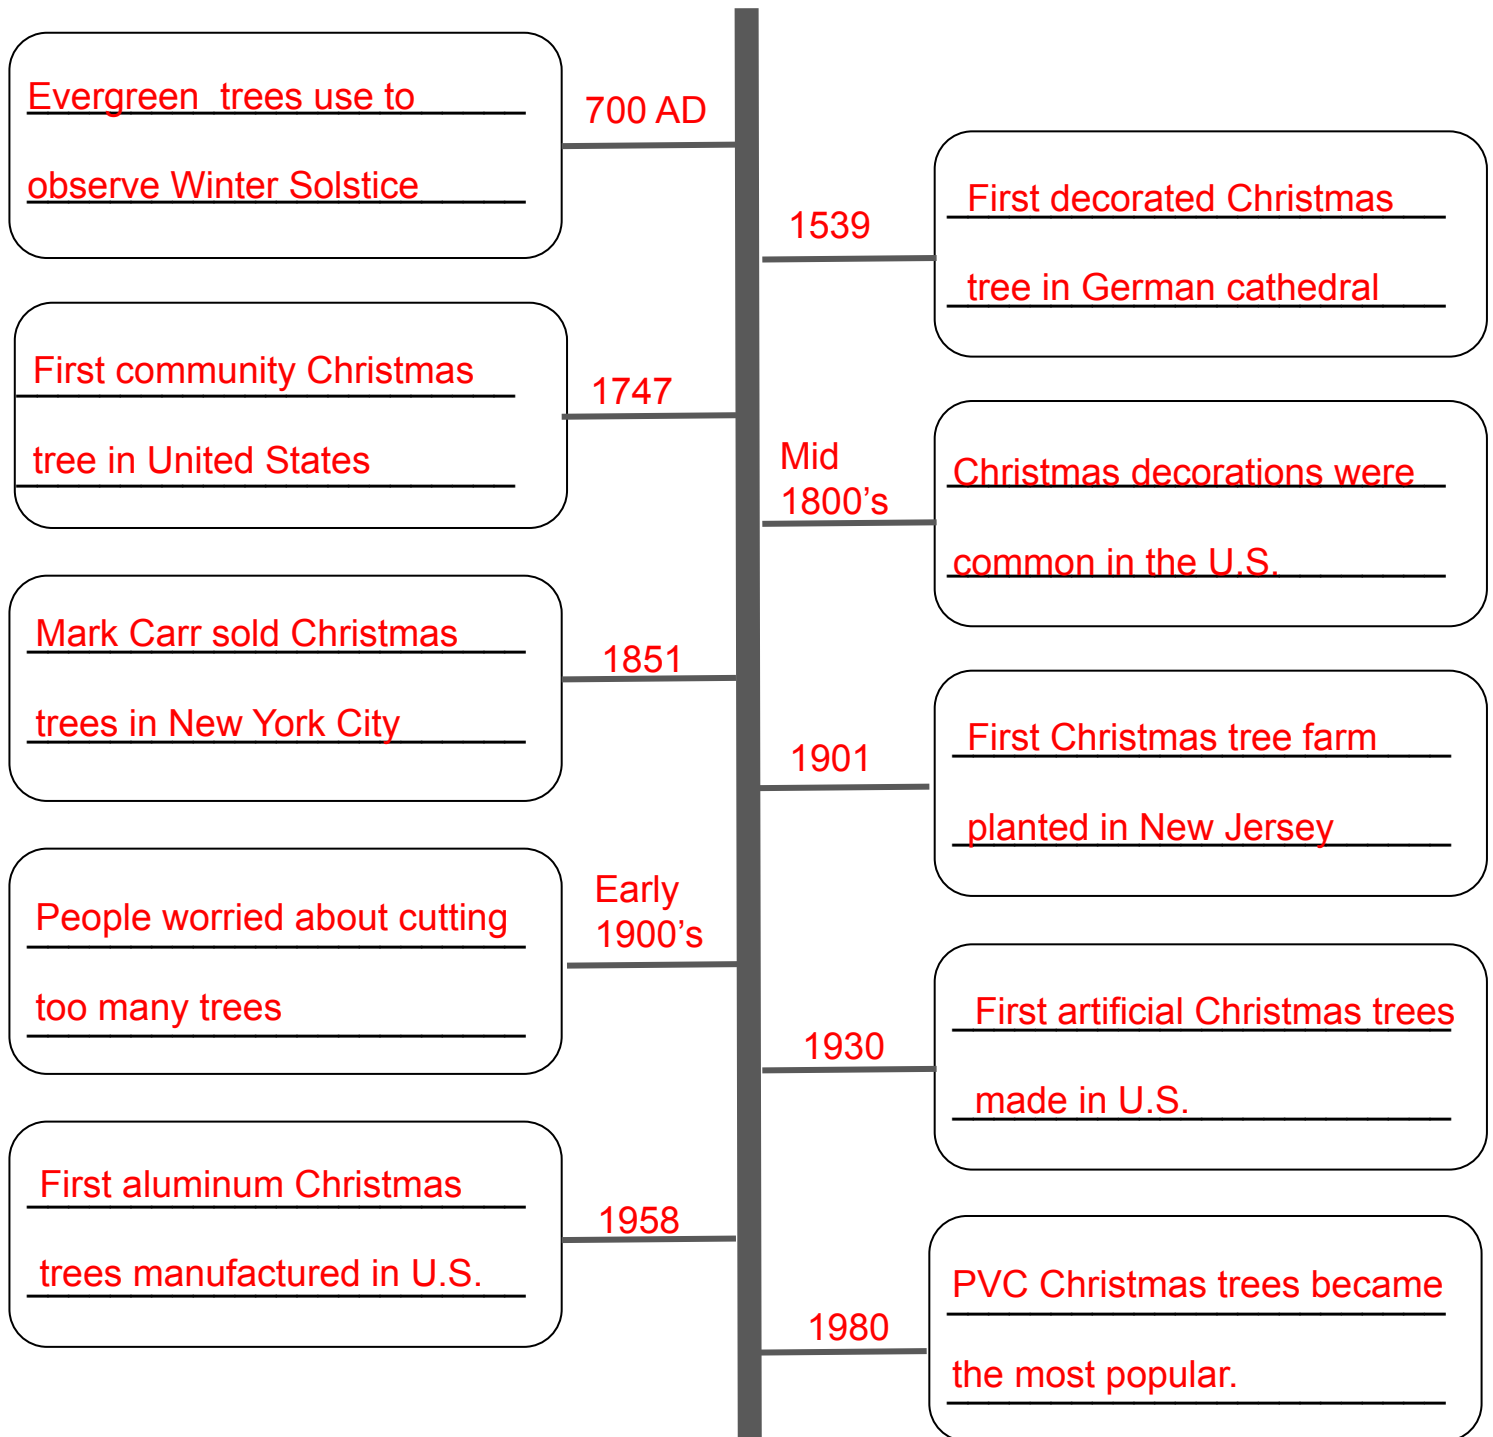 Evergreen  trees use to
observe Winter Solstice
700 AD
1539
First decorated Christmas
tree in German cathedral
First community Christmas
tree in United States
1747
Mid
1800’s
Christmas decorations were
common in the U.S.
Mark Carr sold Christmas
trees in New York City
1851
1901
First Christmas tree farm
planted in New Jersey
People worried about cutting
too many trees
Early
1900’s
1930
First artificial Christmas trees
made in U.S.
First aluminum Christmas
trees manufactured in U.S.
1958
1980
PVC Christmas trees became
the most popular.